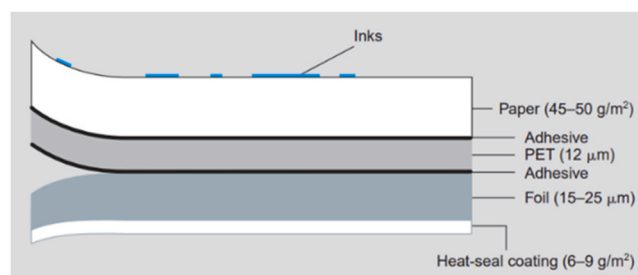 Inks
Paper (45–50 g/m²)
Adhesive
PET (12 μm)
Adhesive
Foil (15–25 μm)
Heat-seal coating (6–9 g/m²)